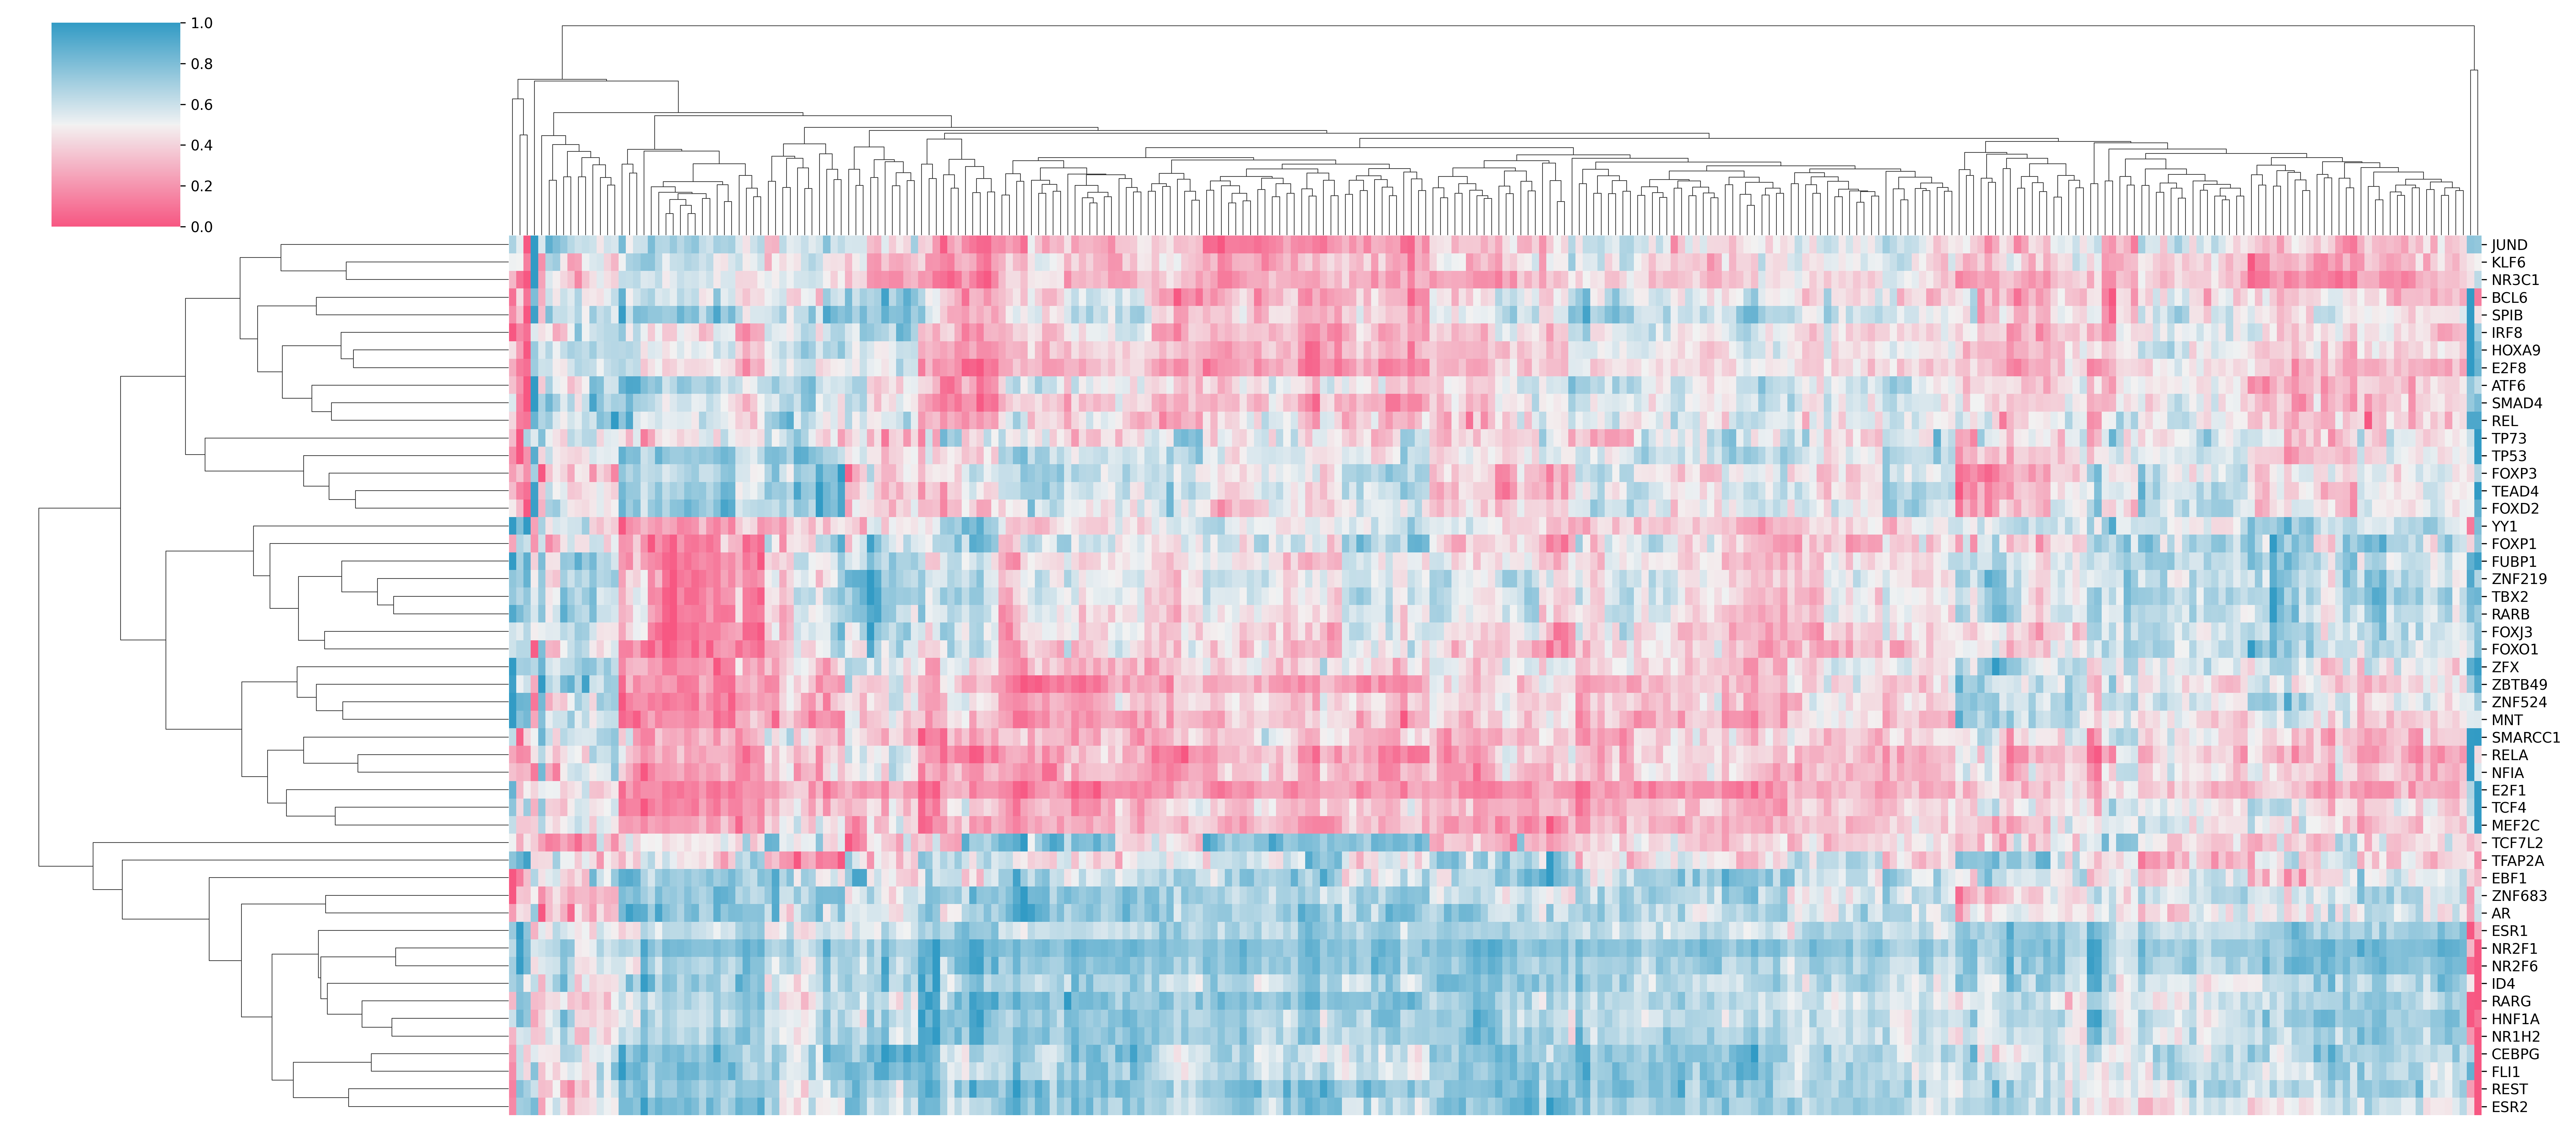 1.0
0.8
0.6
0.4
0.2
0.0
JUND
KLF6
NR3C1
BCL6
SPIB
IRF8
HOXA9
E2F8
ATF6
SMAD4
REL
TP73
TP53
FOXP3
TEAD4
FOXD2
YY1
FOXP1
FUBP1
ZNF219
TBX2
RARB
FOXJ3
FOXO1
ZFX
ZBTB49
ZNF524
MNT
SMARCC1
RELA
NFIA
E2F1
TCF4
MEF2C
TCF7L2
TFAP2A
EBF1
ZNF683
AR
ESR1
NR2F1
NR2F6
ID4
RARG
HNF1A
NR1H2
CEBPG
FLI1
REST
ESR2